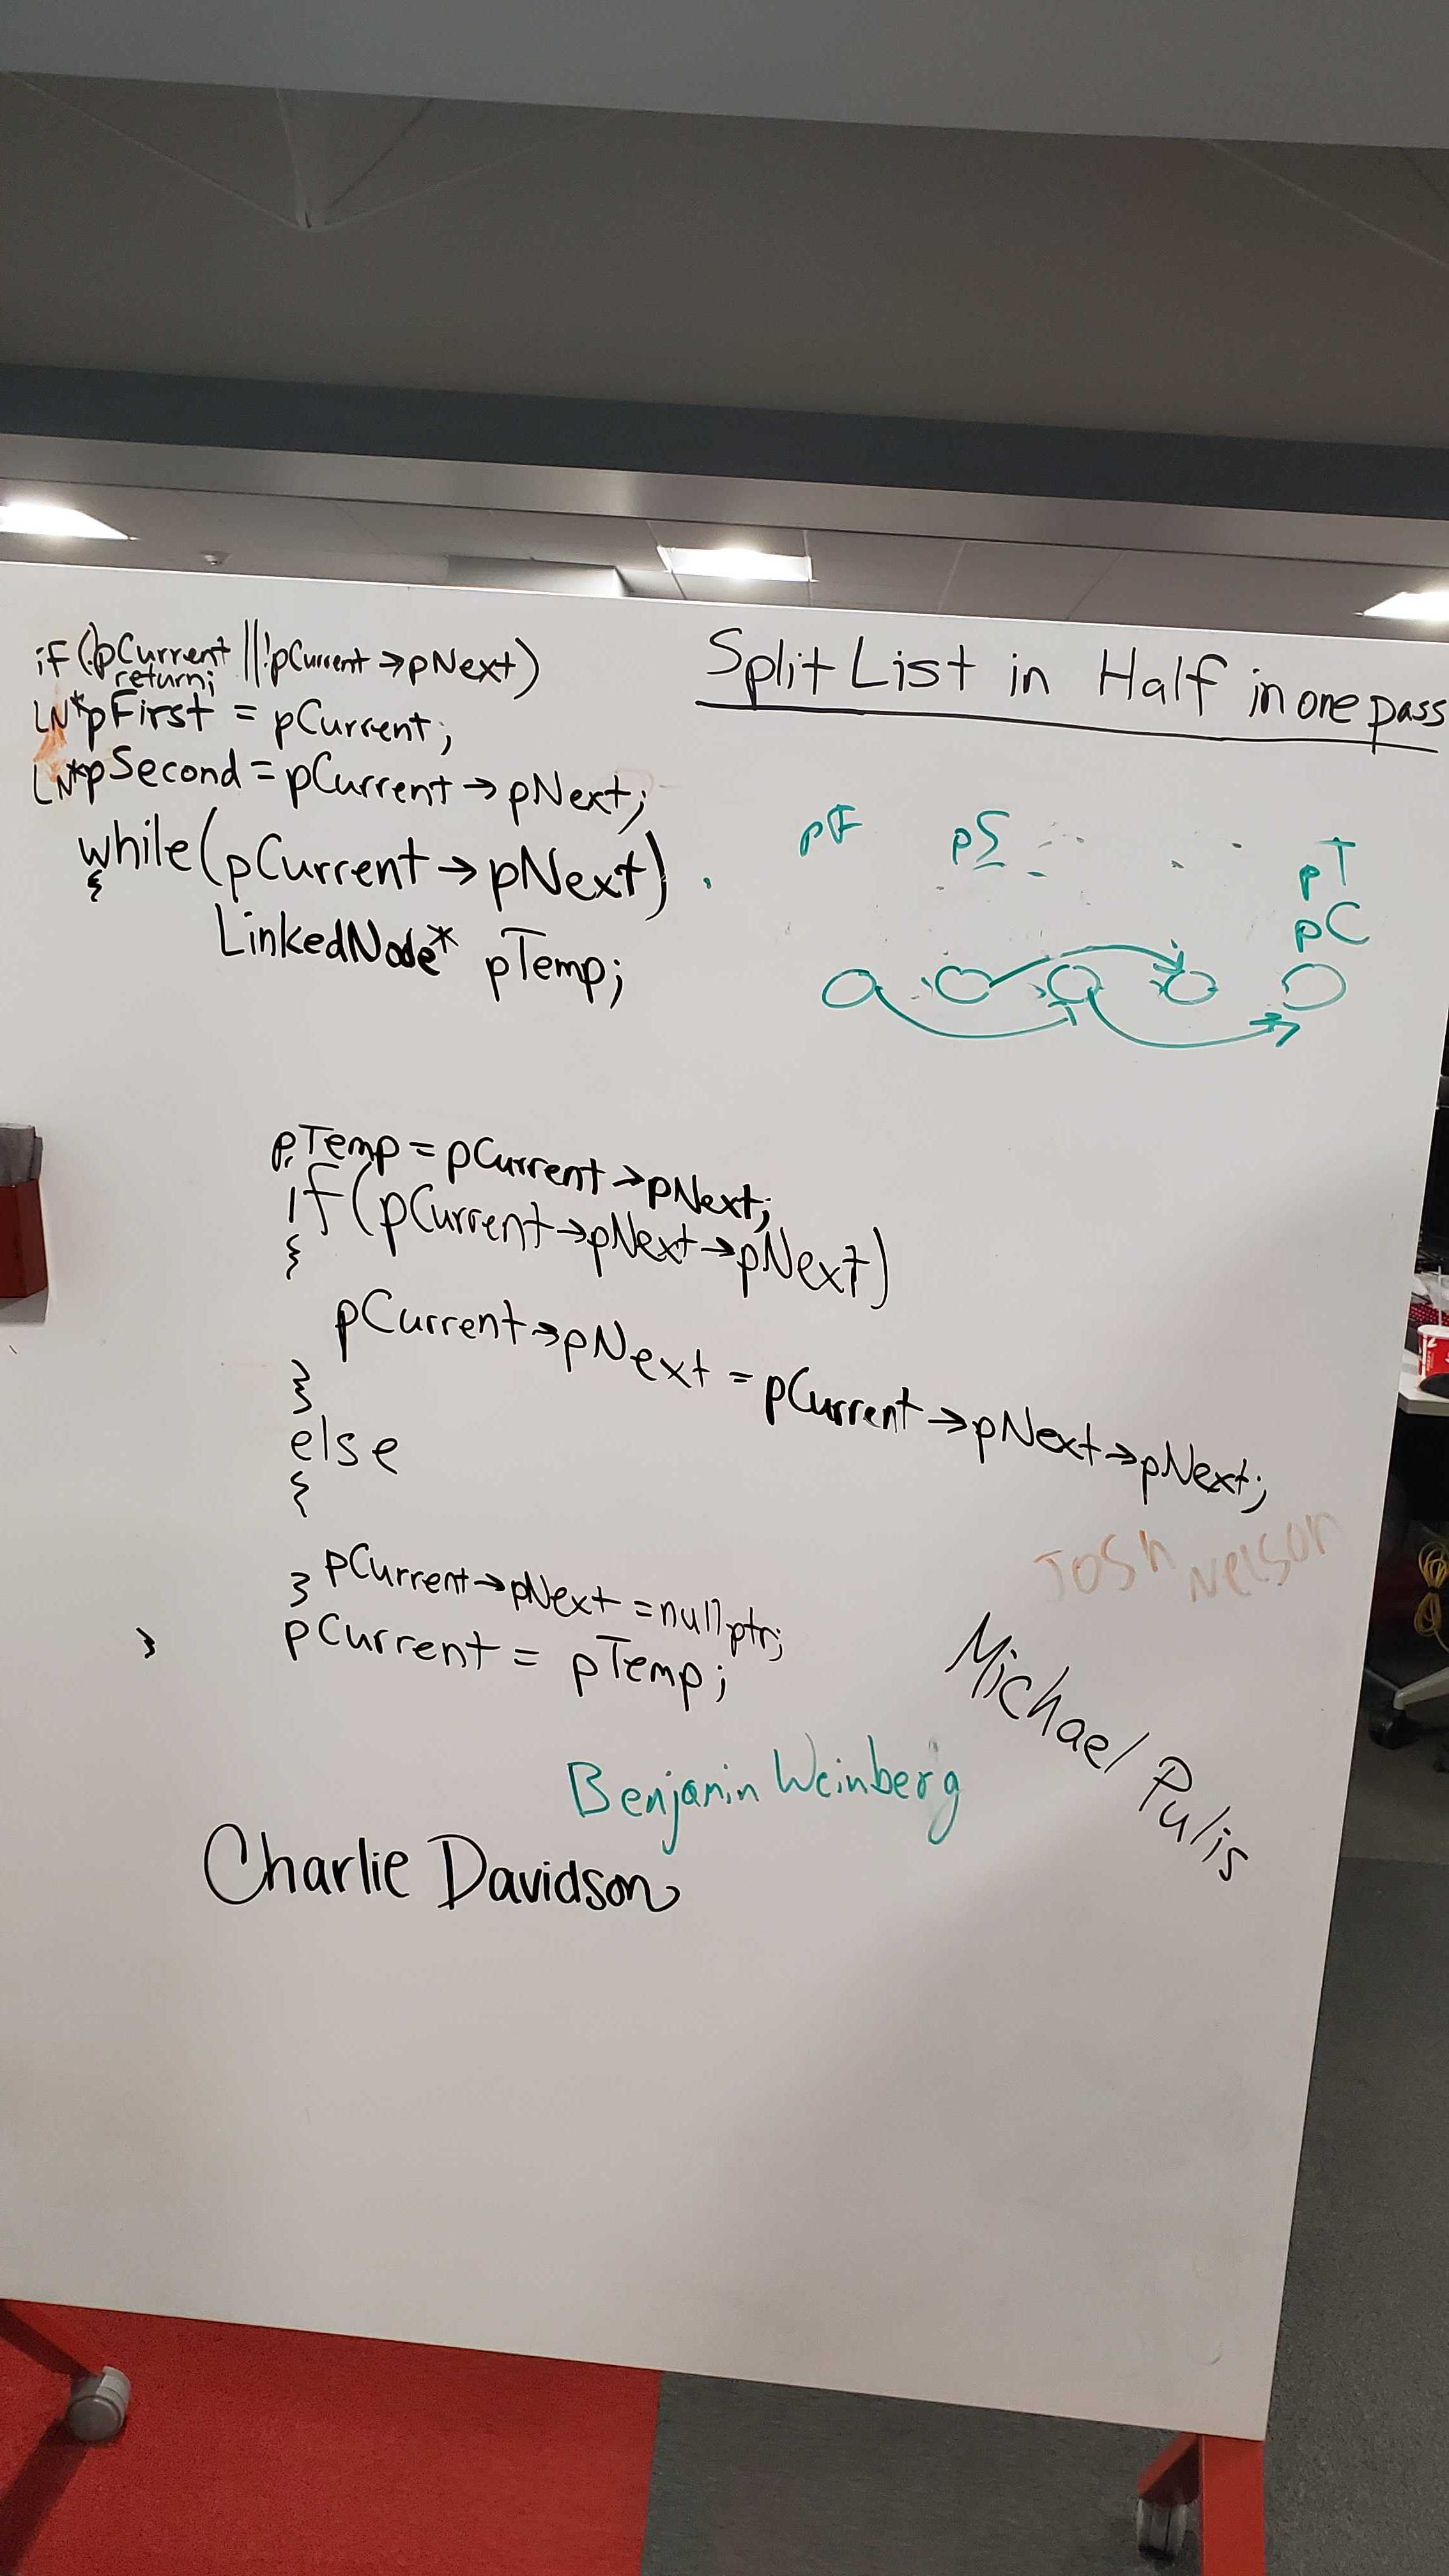 Split List in Half in one pass
if (!pCurrent || !pCurrent→pNext)
return;
LN*pFirst = pCurrent;
LN*pSecond = pCurrent→pNext;
while(pCurrent→pNext)
{
LinkedNode* pTemp;
pF pS pT
pC
pTemp = pCurrent→pNext;
if(pCurrent→pNext→pNext)
{
pCurrent→pNext = pCurrent→pNext→pNext;
}
else
{
pCurrent→pNext = nullptr;
}
pCurrent = pTemp;
}
Josh Nelson
Michael Pulis
Benjamin Weinberg
Charlie Davidson